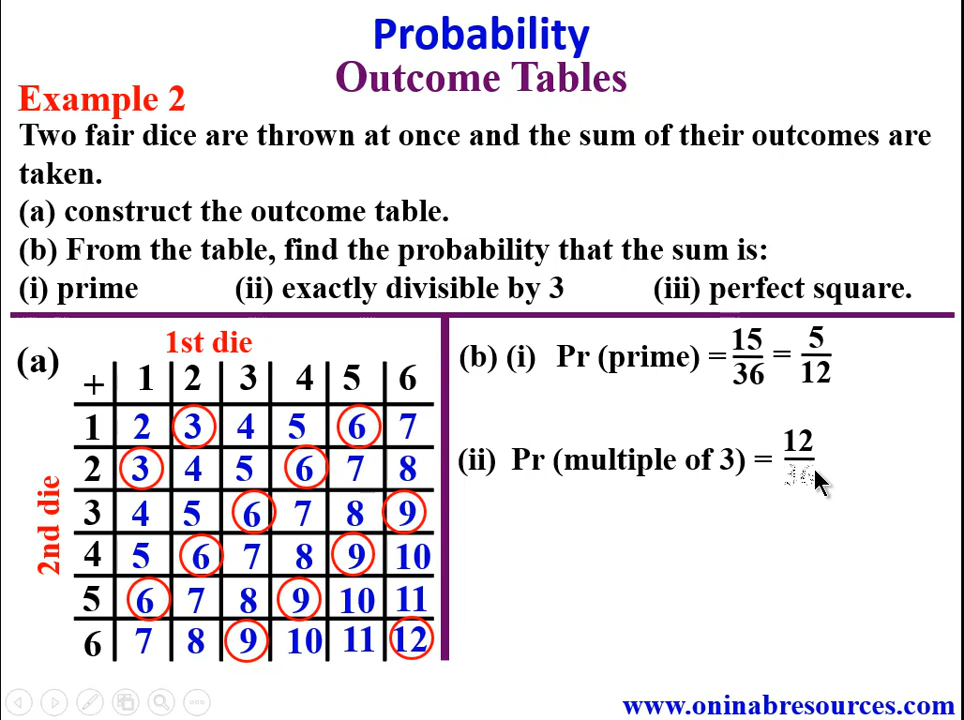 Probability
Outcome Tables
Example 2
Two fair dice are thrown at once and the sum of their outcomes are
taken.
(a) construct the outcome table.
(b) From the table, find the probability that the sum is:
(i) prime (ii) exactly divisible by 3 (iii) perfect square.
(a) 1st die
2nd die
+ 1 2 3 4 5 6
1 2 3 4 5 6 7
2 3 4 5 6 7 8
3 4 5 6 7 8 9
4 5 6 7 8 9 10
5 6 7 8 9 10 11
6 7 8 9 10 11 12
(b) (i) Pr (prime) = 15/36 = 5/12
(ii) Pr (multiple of 3) = 12/36
www.oninabresources.com